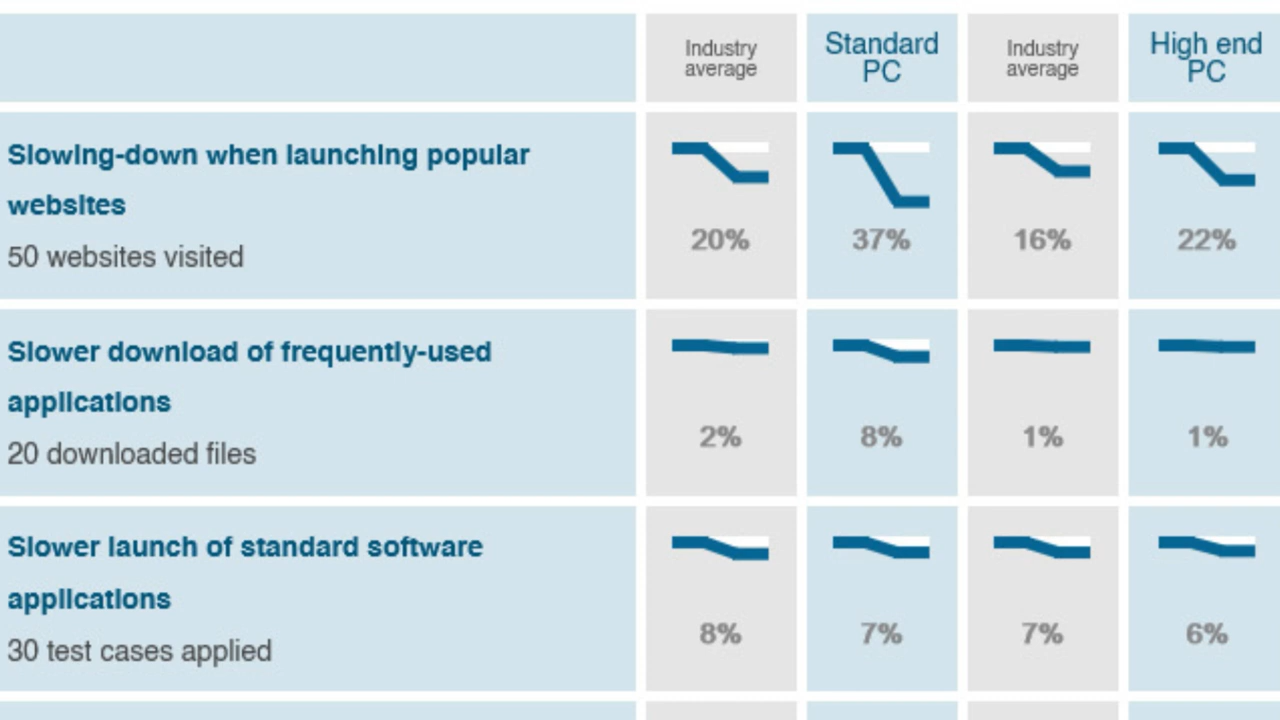 Industry
average
Standard
PC
Industry
average
High end
PC
Slowing-down when launching popular
websites
50 websites visited
20%
37%
16%
22%
Slower download of frequently-used
applications
20 downloaded files
2%
8%
1%
1%
Slower launch of standard software
applications
30 test cases applied
8%
7%
7%
6%